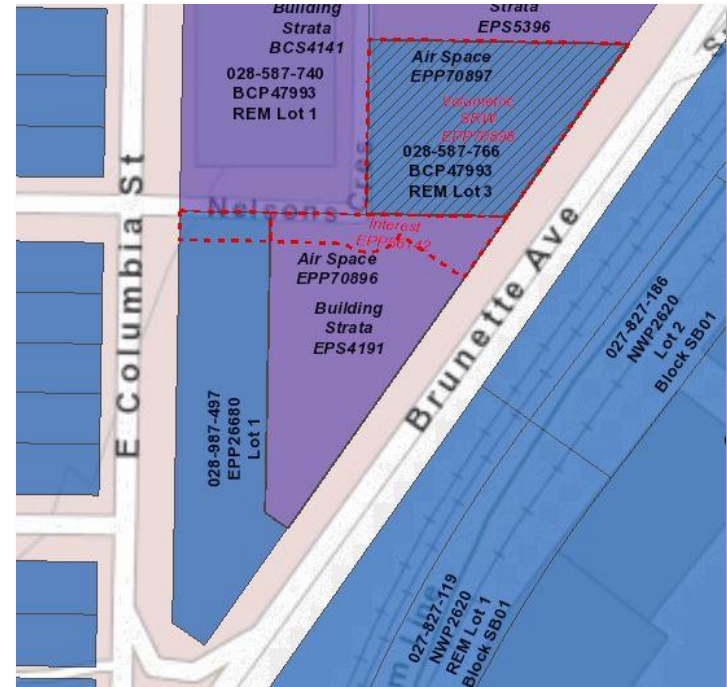 Building
Strata
BCS4141
Strata
EPS5396
028-587-740
BCP47993
REM Lot 1
Air Space
EPP70897
Volumetric
SRW
EPP70898
028-587-766
BCP47993
REM Lot 3
Nelsons Cres
Interest
Air Space
EPP70896
Building
Strata
EPS4191
E Columbia St
028-987-497
EPP26680
Lot 1
Brunette Ave
027-827-186
NWP2620
Lot 2
Block SB01
027-827-119
NWP2620
REM Lot 1
Block SB01
Line